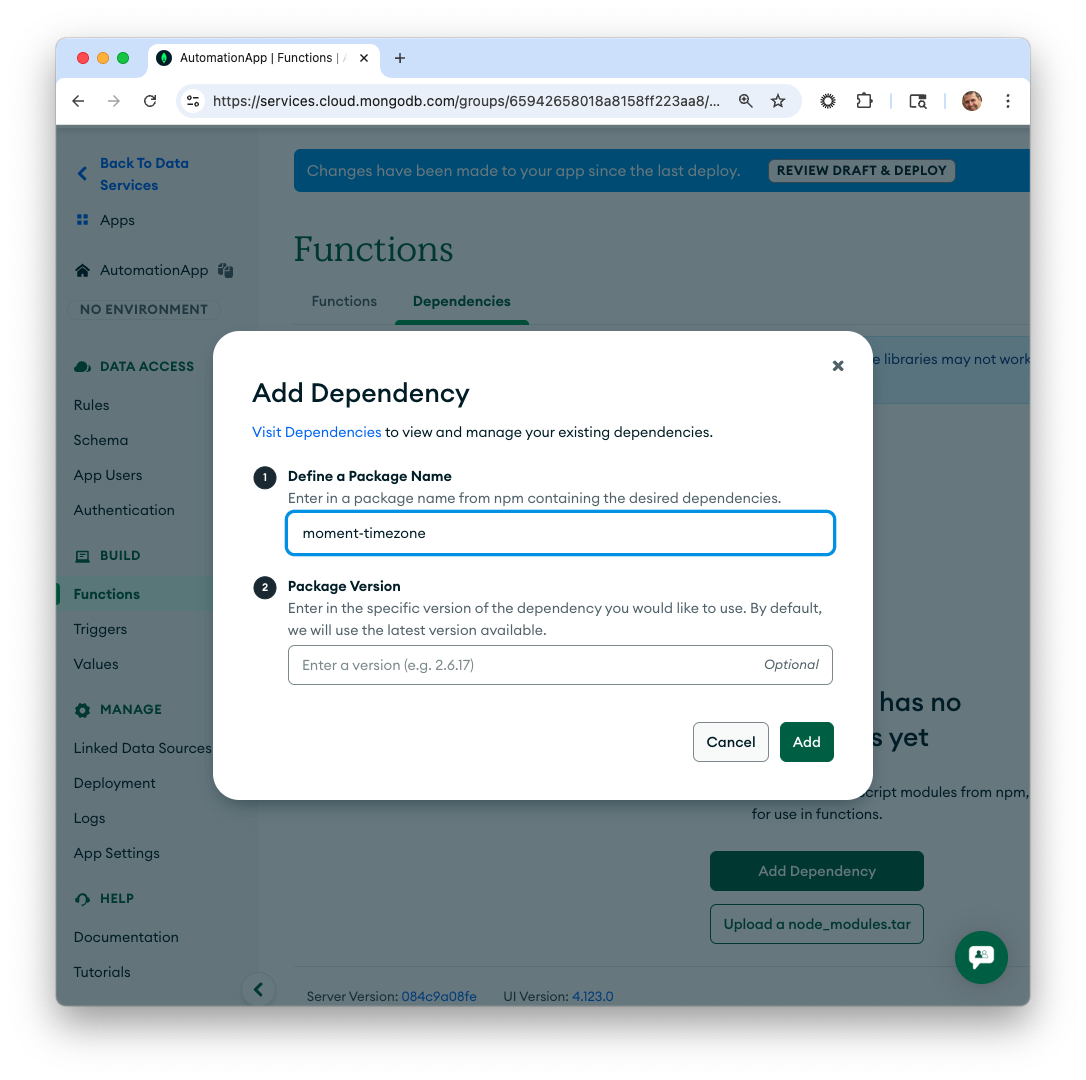 AutomationApp | Functions |
https://services.cloud.mongodb.com/groups/65942658018a8158ff223aa8/...
Back To Data
Services
Apps
AutomationApp
NO ENVIRONMENT
DATA ACCESS
Rules
Schema
App Users
Authentication
BUILD
Functions
Triggers
Values
MANAGE
Linked Data Sources
Deployment
Logs
App Settings
HELP
Documentation
Tutorials
Changes have been made to your app since the last deploy.
REVIEW DRAFT & DEPLOY
Functions
Functions
Dependencies
libraries may not work
Add Dependency
Visit Dependencies to view and manage your existing dependencies.
1
Define a Package Name
Enter in a package name from npm containing the desired dependencies.
moment-timezone
2
Package Version
Enter in the specific version of the dependency you would like to use. By default,
we will use the latest version available.
Enter a version (e.g. 2.6.17)
Optional
Cancel
Add
has no
yet
modules from npm,
for use in functions.
Add Dependency
Upload a node_modules.tar
Server Version: 084c9a08fe
UI Version: 4.123.0